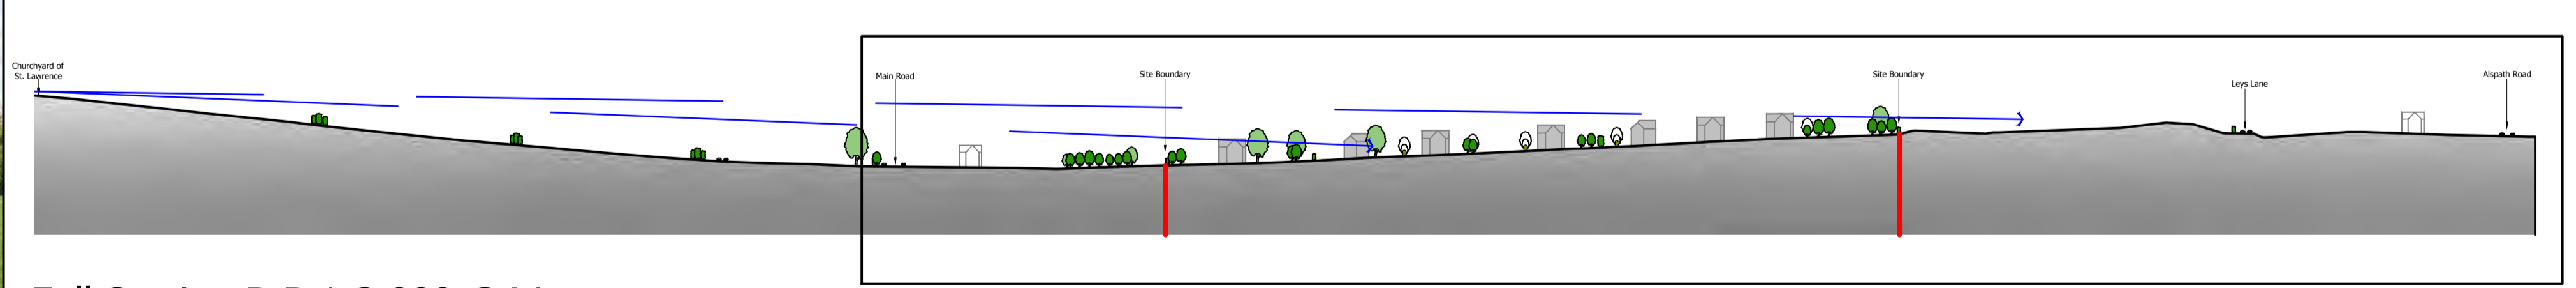 Churchyard of
St. Lawrence
Main Road
Site Boundary
Site Boundary
Leys Lane
Alspath Road